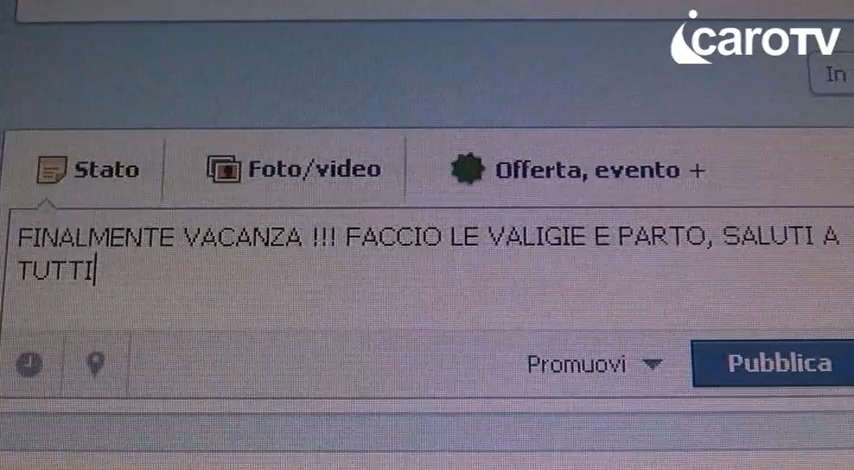 icaroTV
In
Stato
Foto/video
Offerta, evento +
FINALMENTE VACANZA !!! FACCIO LE VALIGIE E PARTO, SALUTI A
TUTTI
Promuovi
Pubblica